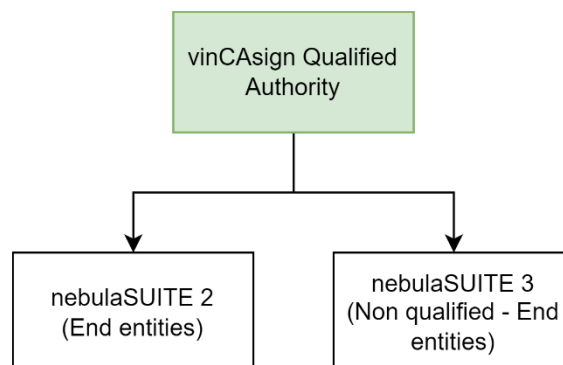 vinCAsign Qualified
Authority
nebulaSUITE 2
(End entities)
nebulaSUITE 3
(Non qualified - End
entities)